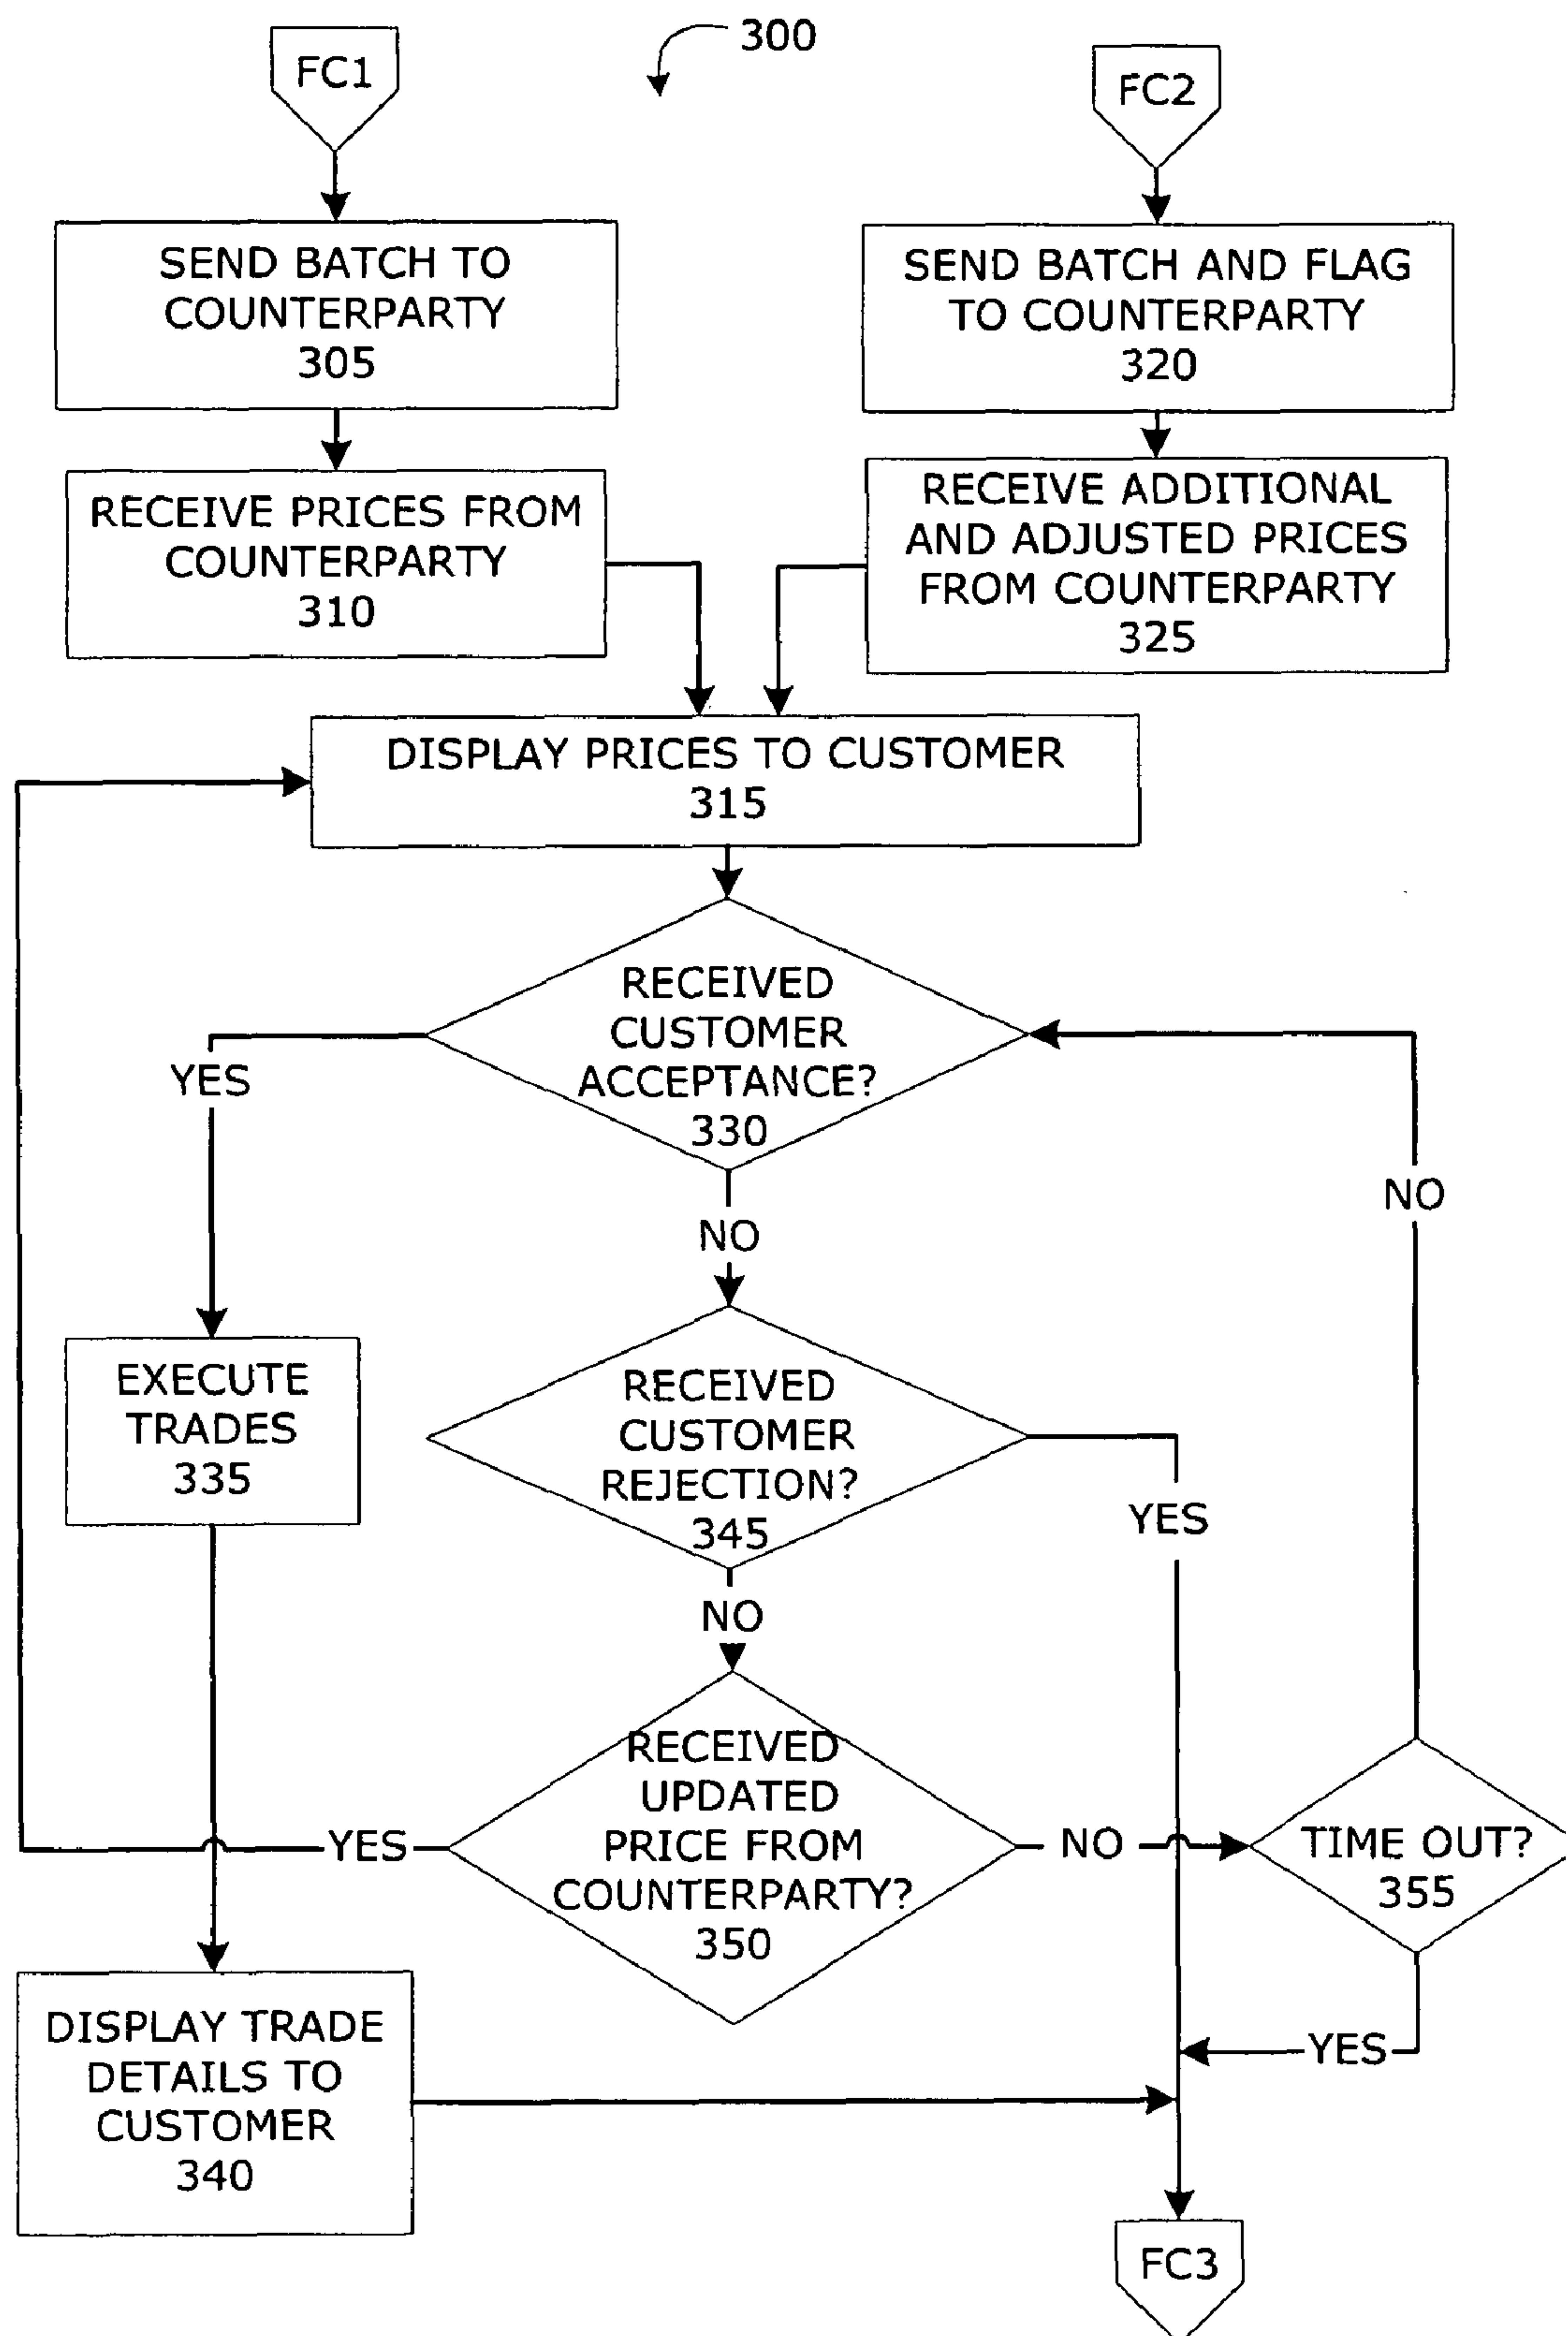 300
FC1
FC2
SEND BATCH TO
COUNTERPARTY
305
SEND BATCH AND FLAG
TO COUNTERPARTY
320
RECEIVE PRICES FROM
COUNTERPARTY
310
RECEIVE ADDITIONAL
AND ADJUSTED PRICES
FROM COUNTERPARTY
325
DISPLAY PRICES TO CUSTOMER
315
RECEIVED
CUSTOMER
ACCEPTANCE?
330
YES
NO
NO
EXECUTE
TRADES
335
RECEIVED
CUSTOMER
REJECTION?
345
YES
NO
RECEIVED
UPDATED
PRICE FROM
COUNTERPARTY?
350
YES
NO
TIME OUT?
355
YES
DISPLAY TRADE
DETAILS TO
CUSTOMER
340
FC3